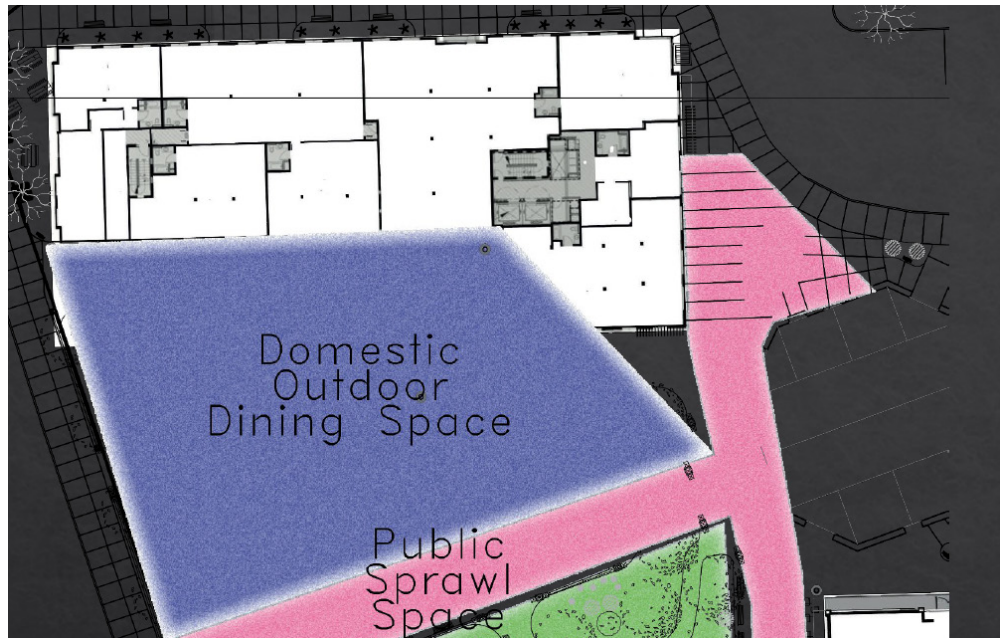 Domestic
Outdoor
Dining Space
Public
Sprawl
Space